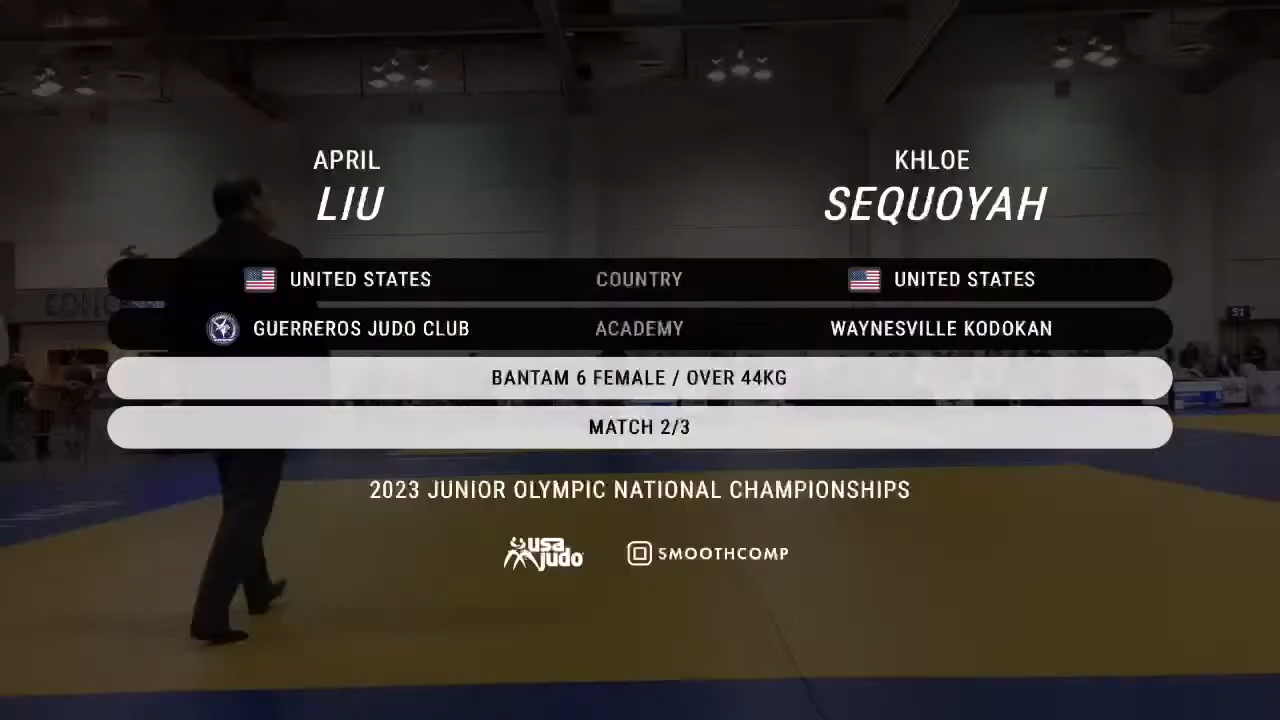 APRIL
LIU
KHLOE
SEQUOYAH
UNITED STATES COUNTRY UNITED STATES
GUERREROS JUDO CLUB ACADEMY WAYNESVILLE KODOKAN
BANTAM 6 FEMALE / OVER 44KG
MATCH 2/3
2023 JUNIOR OLYMPIC NATIONAL CHAMPIONSHIPS
usa judo
SMOOTHCOMP